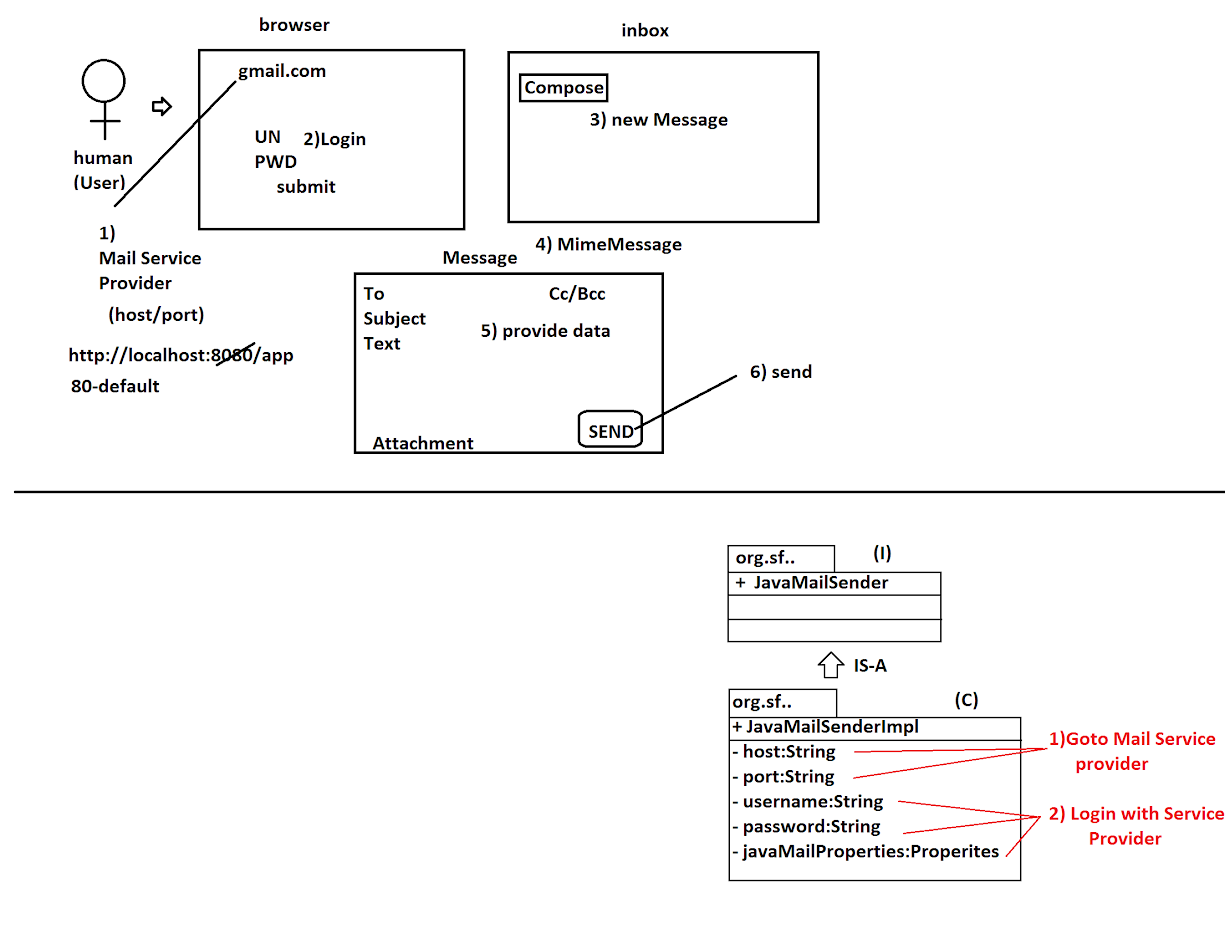 browser
inbox
gmail.com
Compose
3) new Message
UN 2)Login
PWD
submit
human
(User)
1)
Mail Service
Provider
(host/port)
http://localhost:8080/app
80-default
4) MimeMessage
Message
To Cc/Bcc
Subject
5) provide data
Text
6) send
SEND
Attachment
org.sf.. (I)
+ JavaMailSender
IS-A
org.sf.. (C)
+ JavaMailSenderImpl
- host:String
- port:String
- username:String
- password:String
- javaMailProperties:Properites
1)Goto Mail Service
provider
2) Login with Service
Provider